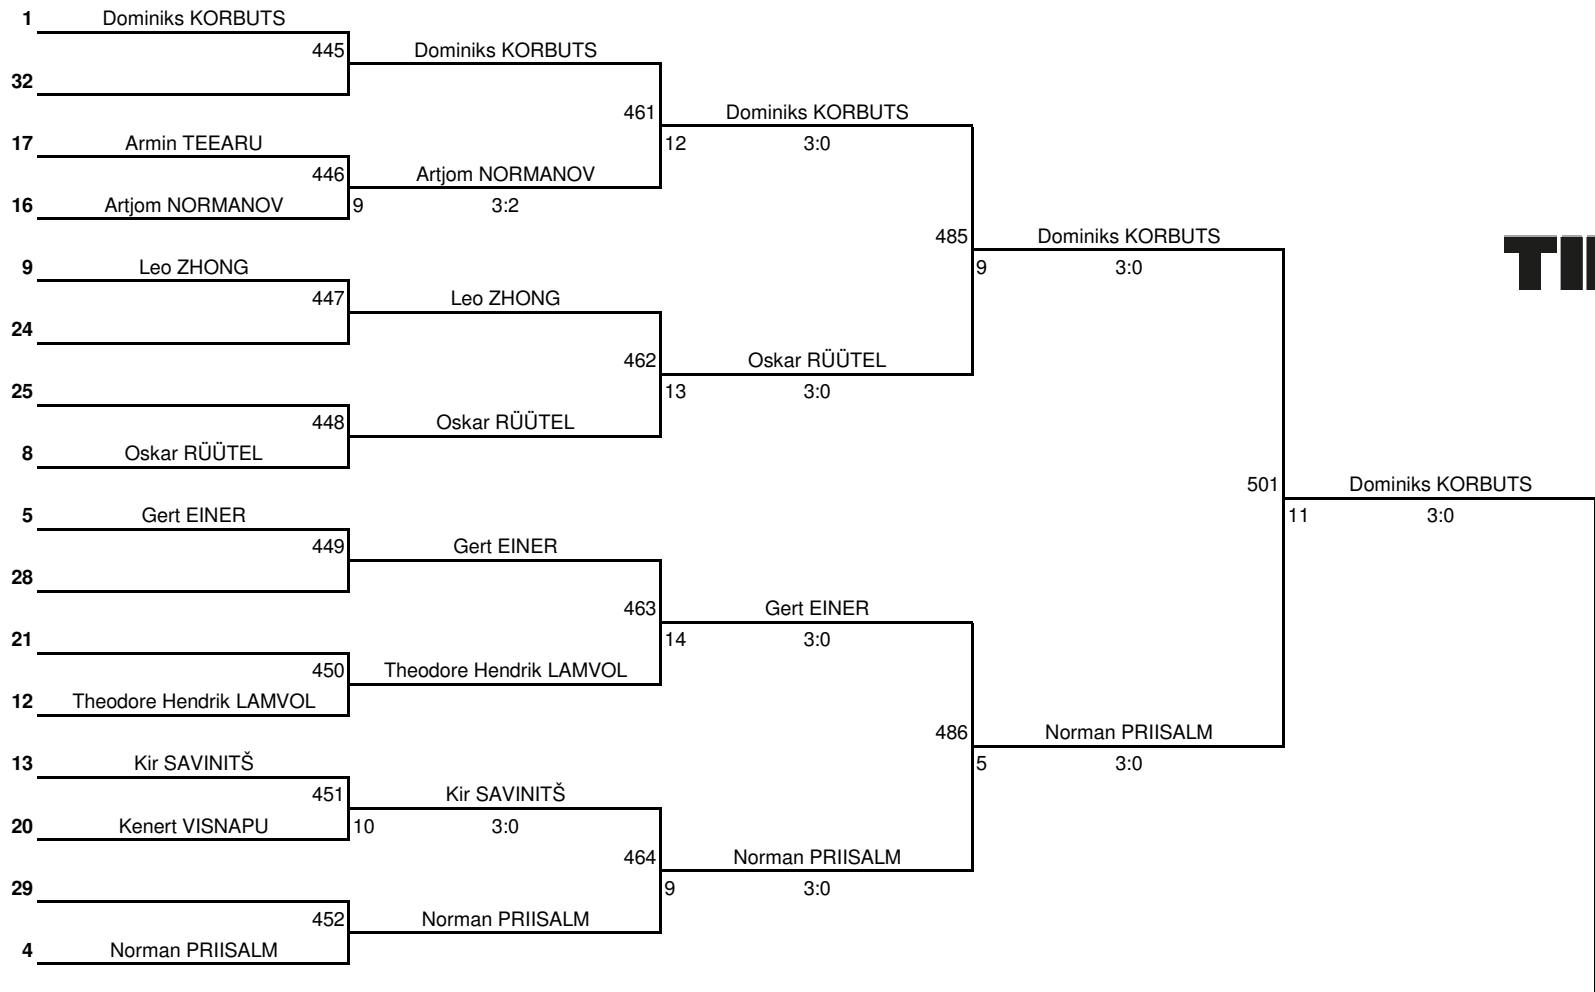 1 Dominiks KORBUTS
445 Dominiks KORBUTS
32
461 Dominiks KORBUTS
17 Armin TEEARU
12 3:0
446 Artjom NORMANOV
16 Artjom NORMANOV 9 3:2
485 Dominiks KORBUTS
9 Leo ZHONG
9 3:0
447 Leo ZHONG
24
462 Oskar RÜÜTEL
25
13 3:0
448 Oskar RÜÜTEL
8 Oskar RÜÜTEL
501 Dominiks KORBUTS
5 Gert EINER
11 3:0
449 Gert EINER
28
463 Gert EINER
21
14 3:0
450 Theodore Hendrik LAMVOL
12 Theodore Hendrik LAMVOL
486 Norman PRIISALM
13 Kir SAVINITŠ
5 3:0
451 Kir SAVINITŠ
20 Kenert VISNAPU 10 3:0
464 Norman PRIISALM
29
9 3:0
452 Norman PRIISALM
4 Norman PRIISALM